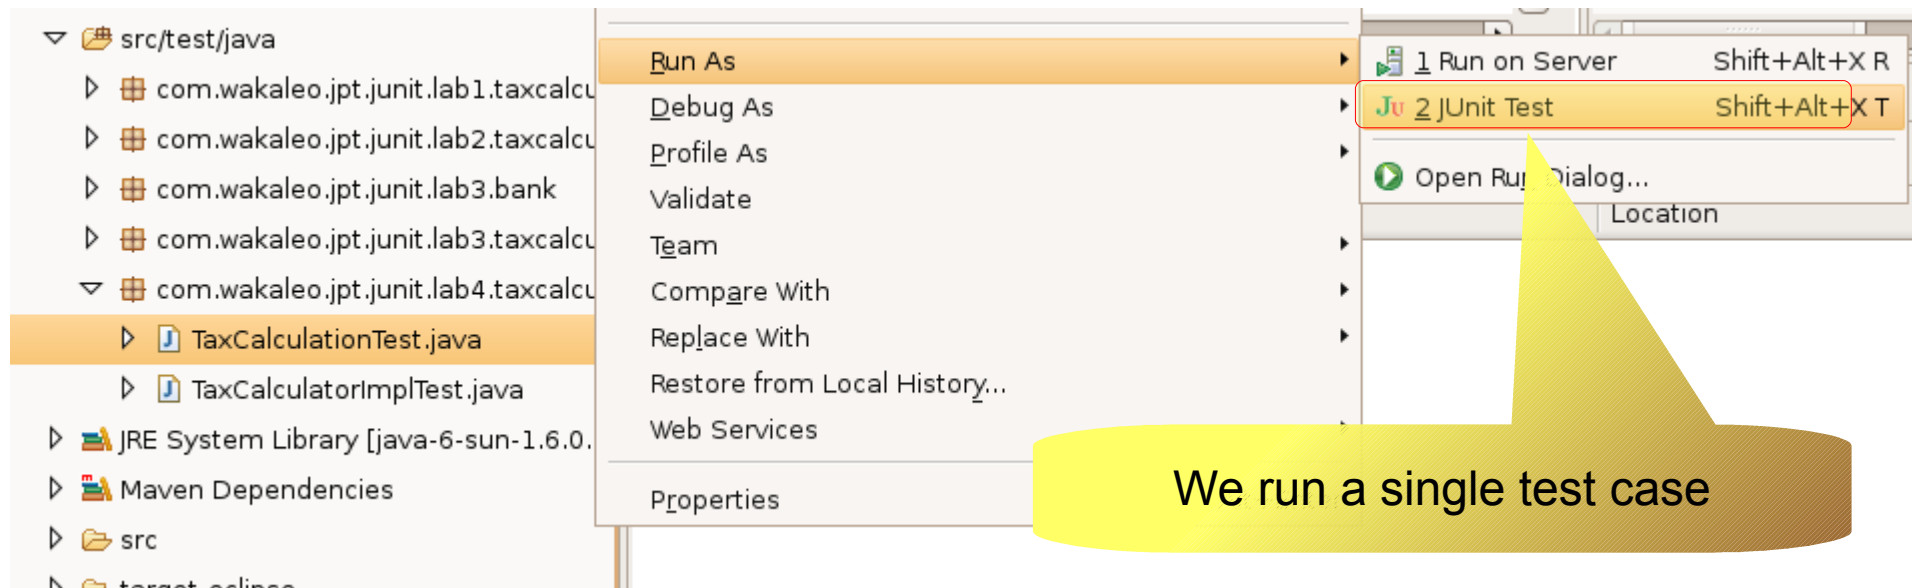 src/test/java
com.wakaleo.jpt.junit.lab1.taxcalcu
com.wakaleo.jpt.junit.lab2.taxcalcu
com.wakaleo.jpt.junit.lab3.bank
com.wakaleo.jpt.junit.lab3.taxcalcu
com.wakaleo.jpt.junit.lab4.taxcalcu
TaxCalculationTest.java
TaxCalculatorImplTest.java
JRE System Library [java-6-sun-1.6.0.
Maven Dependencies
src
target-eclipse
Run As
Debug As
Profile As
Validate
Team
Compare With
Replace With
Restore from Local History...
Web Services
Properties
1 Run on Server Shift+Alt+X R
Ju 2 JUnit Test Shift+Alt+X T
Open Run Dialog...
Location
We run a single test case